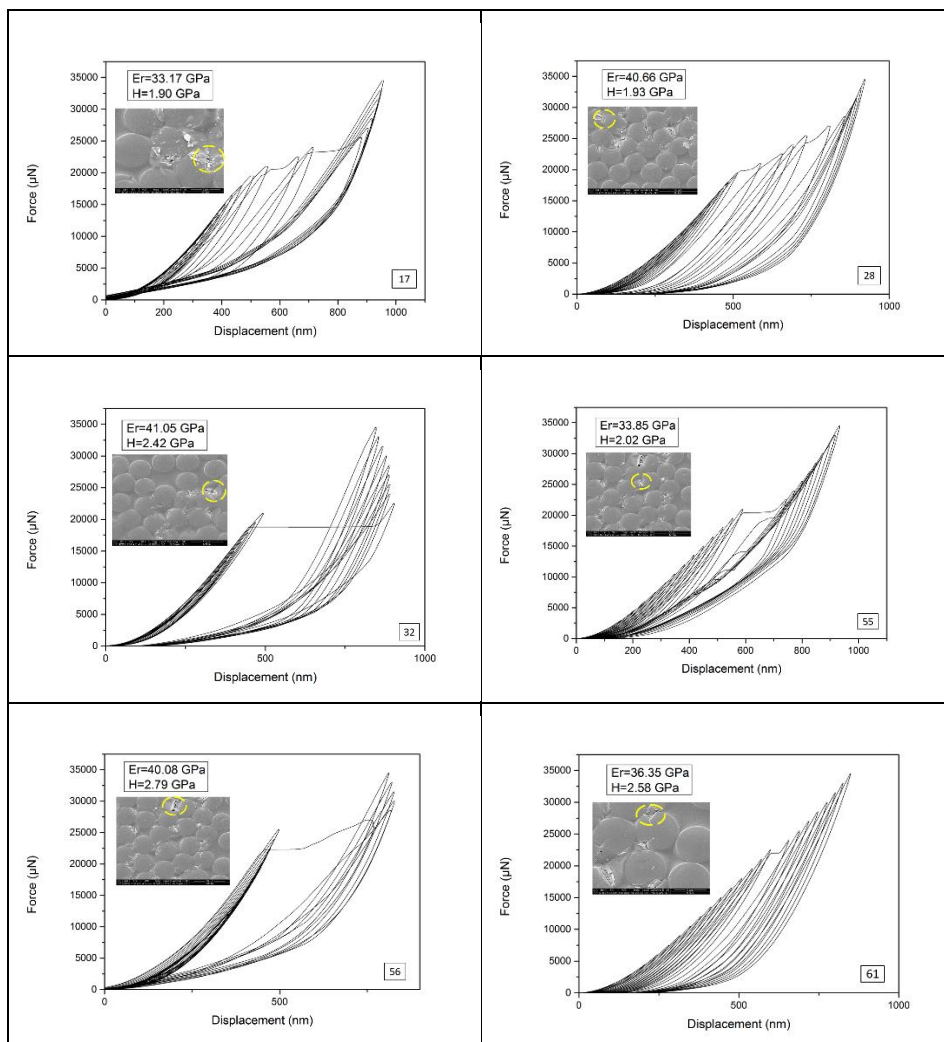 Er=33.17 GPa
H=1.90 GPa
35000
30000
25000
20000
15000
10000
5000
0
Force (µN)
0 200 400 600 800 1000
Displacement (nm)
17
Er=40.66 GPa
H=1.93 GPa
35000
30000
25000
20000
15000
10000
5000
0
Force (µN)
0 500 1000
Displacement (nm)
28
Er=41.05 GPa
H=2.42 GPa
35000
30000
25000
20000
15000
10000
5000
0
Force (µN)
0 500 1000
Displacement (nm)
32
Er=33.85 GPa
H=2.02 GPa
35000
30000
25000
20000
15000
10000
5000
0
Force (µN)
0 200 400 600 800 1000
Displacement (nm)
55
Er=40.08 GPa
H=2.79 GPa
35000
30000
25000
20000
15000
10000
5000
0
Force (µN)
0 500
Displacement (nm)
56
Er=36.35 GPa
H=2.58 GPa
35000
30000
25000
20000
15000
10000
5000
0
Force (µN)
0 500 1000
Displacement (nm)
61